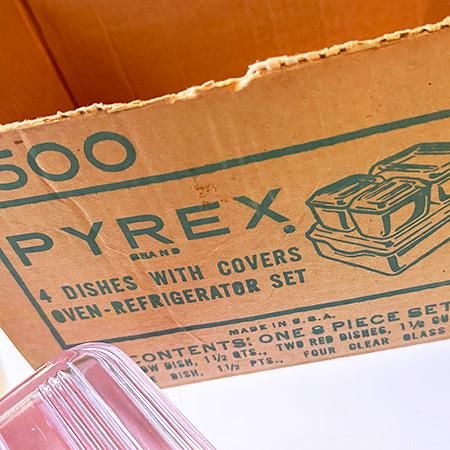 500
PYREX.
BRAND
4 DISHES WITH COVERS
OVEN-REFRIGERATOR SET
MADE IN U.S.A.
CONTENTS: ONE 8 PIECE SET
DISH, 1½ QTS., TWO RED DISHES, 1½
DISH, 1½ PTS., FOUR CLEAR GLASS